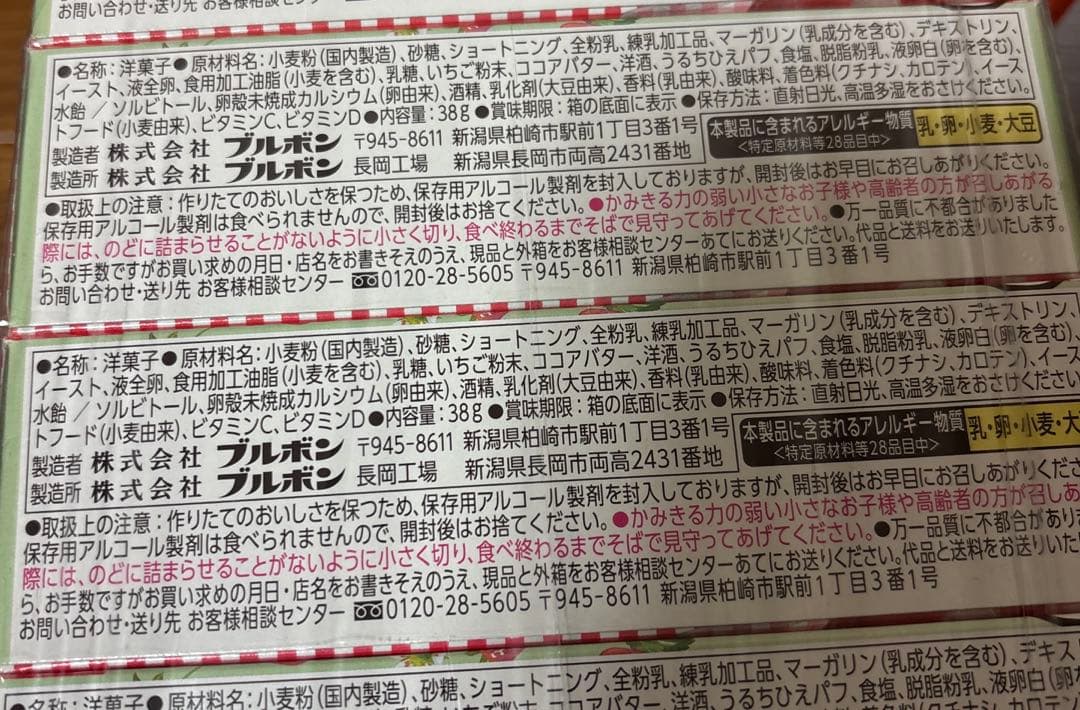 お問い合わせ・送り先 お客様相談セン
●名称：洋菓子●原材料名：小麦粉（国内製造）、砂糖、ショートニング、全粉乳、練乳加工品、マーガリン（乳成分を含む）、デキストリン、
イースト、液全卵、食用加工油脂（小麦を含む）、乳糖、いちご粉末、ココアバター、洋酒、うるちひえパフ、食塩、脱脂粉乳、液卵白（卵を含む）、
水飴／ソルビトール、卵殻未焼成カルシウム（卵由来）、酒精、乳化剤（大豆由来）、香料（乳由来）、酸味料、着色料（クチナシ、カロテン）、イース
トフード（小麦由来）、ビタミンC、ビタミンD●内容量：38g●賞味期限：箱の底面に表示●保存方法：直射日光、高温多湿をおさけください。
製造者 株式会社 ブルボン 〒945-8611 新潟県柏崎市駅前1丁目3番1号
製造所 株式会社 ブルボン 長岡工場 新潟県長岡市両高2431番地
本製品に含まれるアレルギー物質 乳・卵・小麦・大豆
＜特定原材料等28品目中＞
●取扱上の注意：作りたてのおいしさを保つため、保存用アルコール製剤を封入しておりますが、開封後はお早目にお召しあがりください。
保存用アルコール製剤は食べられませんので、開封後はお捨てください。●かみきる力の弱い小さなお子様や高齢者の方が召しあがる
際には、のどに詰まらせることがないように小さく切り、食べ終わるまでそばで見守ってあげてください。●万一品質に不都合がありました
ら、お手数ですがお買い求めの月日・店名をお書きそえのうえ、現品と外箱をお客様相談センターあてにお送りください。代品と送料をお送りいたします。
お問い合わせ・送り先 お客様相談センター 0120-28-5605 〒945-8611 新潟県柏崎市駅前1丁目3番1号
●名称：洋菓子●原材料名：小麦粉（国内製造）、砂糖、ショートニング、全粉乳、練乳加工品、マーガリン（乳成分を含む）、デキストリン、
イースト、液全卵、食用加工油脂（小麦を含む）、乳糖、いちご粉末、ココアバター、洋酒、うるちひえパフ、食塩、脱脂粉乳、液卵白（卵を含む）、
水飴／ソルビトール、卵殻未焼成カルシウム（卵由来）、酒精、乳化剤（大豆由来）、香料（乳由来）、酸味料、着色料（クチナシ、カロテン）、イース
トフード（小麦由来）、ビタミンC、ビタミンD●内容量：38g●賞味期限：箱の底面に表示●保存方法：直射日光、高温多湿をおさけください
製造者 株式会社 ブルボン 〒945-8611 新潟県柏崎市駅前1丁目3番1号
製造所 株式会社 ブルボン 長岡工場 新潟県長岡市両高2431番地
本製品に含まれるアレルギー物質 乳・卵・小麦・大
＜特定原材料等28品目中＞
●取扱上の注意：作りたてのおいしさを保つため、保存用アルコール製剤を封入しておりますが、開封後はお早目にお召しあがりくださ
保存用アルコール製剤は食べられませんので、開封後はお捨てください。●かみきる力の弱い小さなお子様や高齢者の方が召しあ
際には、のどに詰まらせることがないように小さく切り、食べ終わるまでそばで見守ってあげてください。●万一品質に不都合があり
ら、お手数ですがお買い求めの月日・店名をお書きそえのうえ、現品と外箱をお客様相談センターあてにお送りください。代品と送料をお送りいた
お問い合わせ・送り先 お客様相談センター 0120-28-5605 〒945-8611 新潟県柏崎市駅前1丁目3番1号
●名称：洋菓子●原材料名：小麦粉（国内製造）、砂糖、ショートニング、全粉乳、練乳加工品、マーガリン（乳成分を含む）、デキス
ココアバター、洋酒、うるちひえパフ、食塩、脱脂粉乳、液卵白（卵